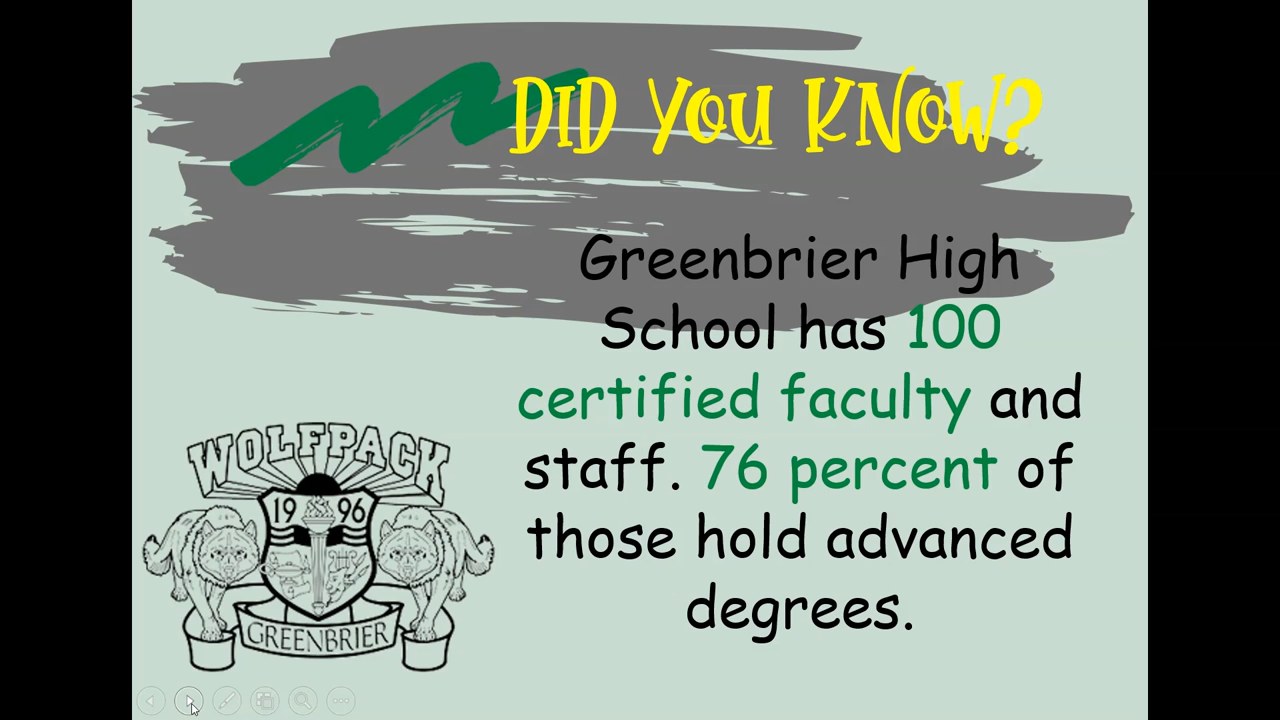 DID YOU KNOW?
Greenbrier High
School has 100
certified faculty and
staff. 76 percent of
those hold advanced
degrees.
WOLFPACK
19 96
GREENBRIER